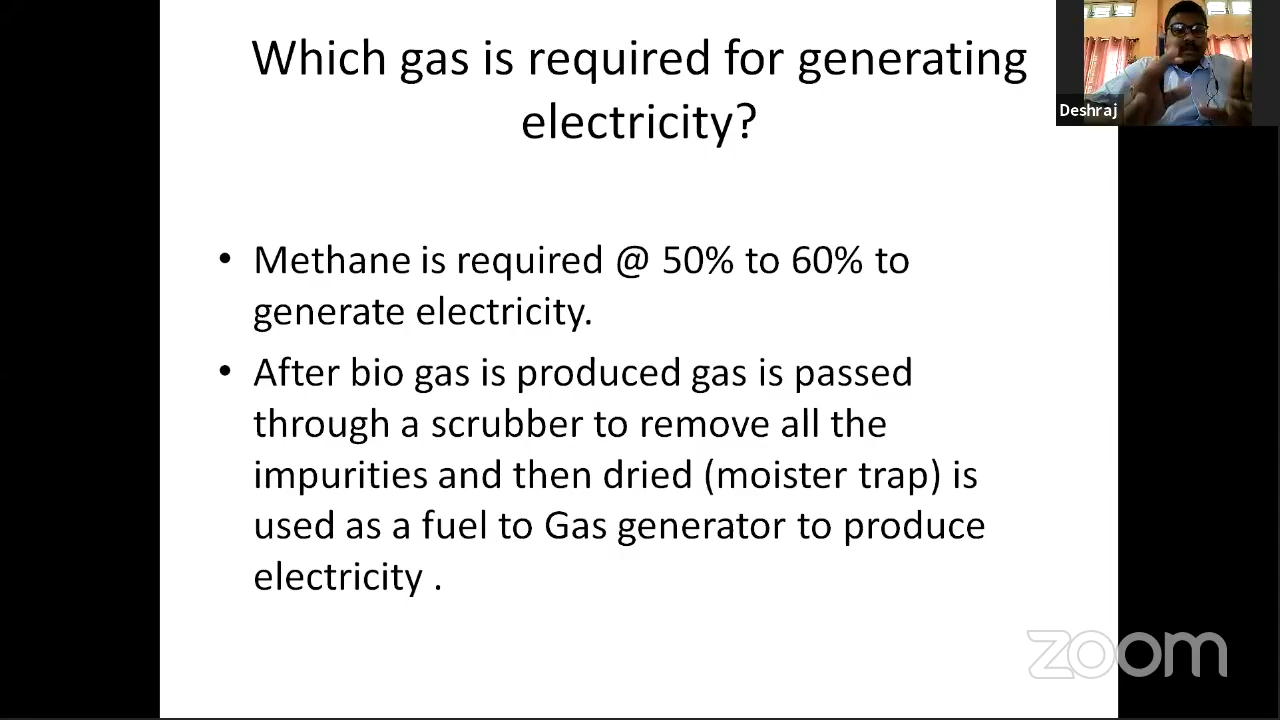 Which gas is required for generating
electricity?
Deshraj
• Methane is required @ 50% to 60% to
generate electricity.
• After bio gas is produced gas is passed
through a scrubber to remove all the
impurities and then dried (moister trap) is
used as a fuel to Gas generator to produce
electricity .
zoom